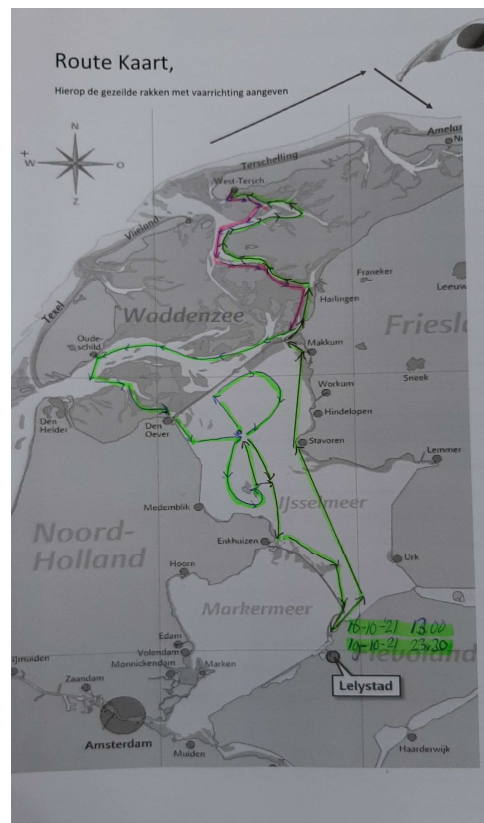 Route Kaart,
Hierop de gezeilde rakken met vaarrichting aangeven
N
W
O
Z
Terschelling
Amelan
West-Tersch
Vlieland
Texel
Franeker
Harlingen
Leeuw
Waddenzee
Friesl
Oude-
schild
Makkum
Sneek
Workum
Den
Helder
Den
Oever
Hindelopen
Stavoren
Lemmer
IJsselmeer
Medemblik
Noord-
Holland
Enkhuizen
Urk
Hoorn
Markermeer
16-10-'21 13.00
19-10-21 23.30
Edam
Volendam
Monnickendam
Marken
Flevoland
IJmuiden
Zaandam
Lelystad
Amsterdam
Muiden
Haarderwijk